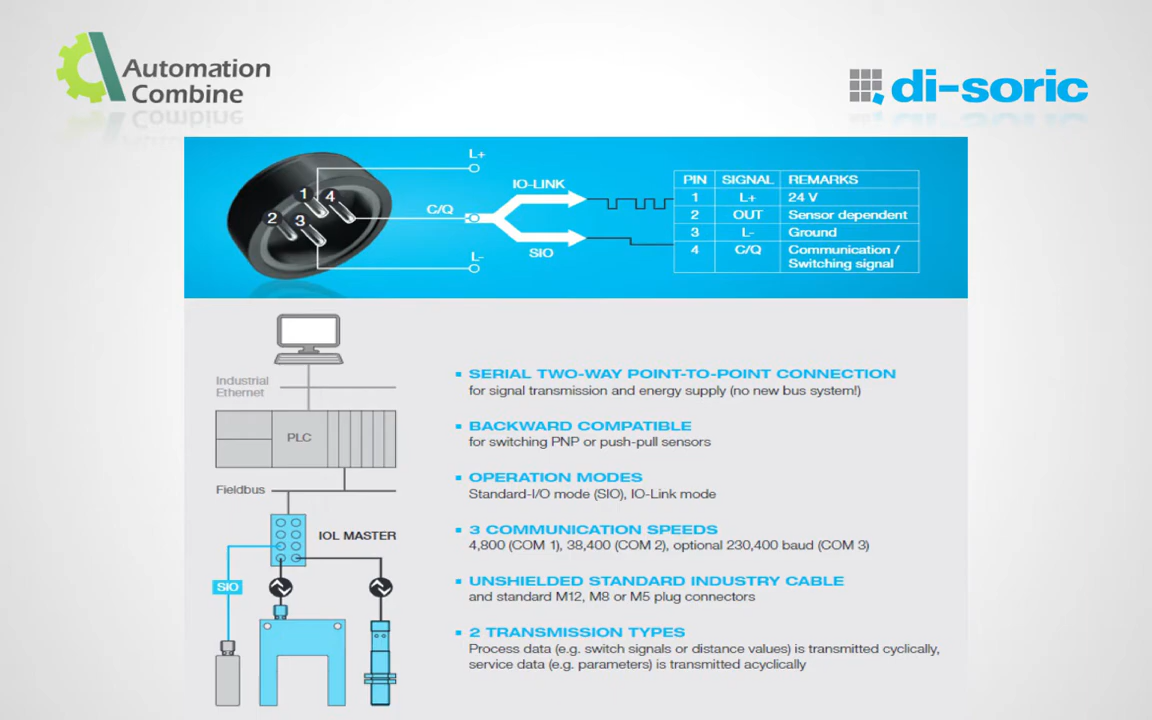 Automation
Combine
di-soric
L+
1
4
2
3
C/Q
L-
IO-LINK
SIO
PIN SIGNAL REMARKS
1 L+ 24 V
2 OUT Sensor dependent
3 L- Ground
4 C/Q Communication /
Switching signal
Industrial
Ethernet
PLC
Fieldbus
IOL MASTER
SIO
SERIAL TWO-WAY POINT-TO-POINT CONNECTION
for signal transmission and energy supply (no new bus system!)
BACKWARD COMPATIBLE
for switching PNP or push-pull sensors
OPERATION MODES
Standard-I/O mode (SIO), IO-Link mode
3 COMMUNICATION SPEEDS
4,800 (COM 1), 38,400 (COM 2), optional 230,400 baud (COM 3)
UNSHIELDED STANDARD INDUSTRY CABLE
and standard M12, M8 or M5 plug connectors
2 TRANSMISSION TYPES
Process data (e.g. switch signals or distance values) is transmitted cyclically,
service data (e.g. parameters) is transmitted acyclically